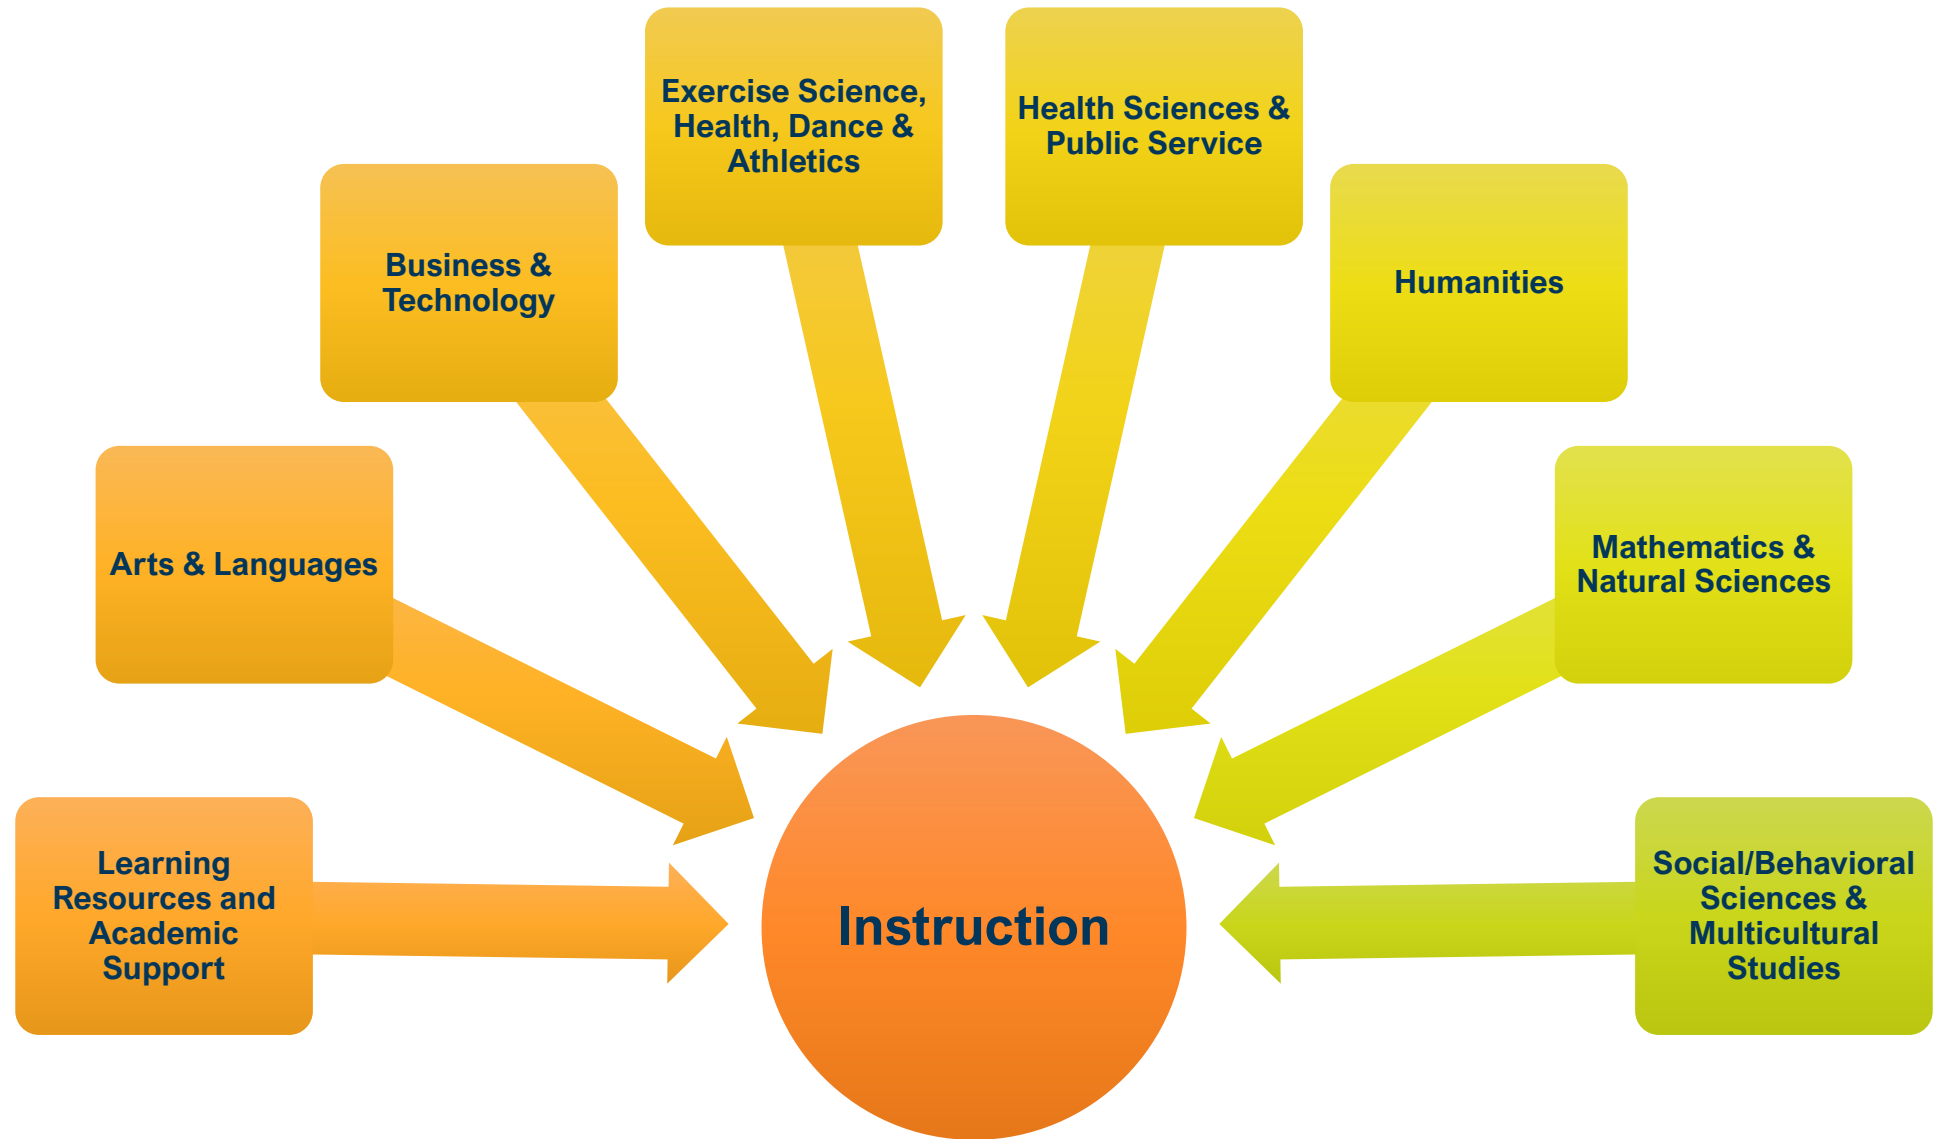 Exercise Science,
Health, Dance &
Athletics
Health Sciences &
Public Service
Business &
Technology
Humanities
Arts & Languages
Mathematics &
Natural Sciences
Learning
Resources and
Academic
Support
Instruction
Social/Behavioral
Sciences &
Multicultural
Studies